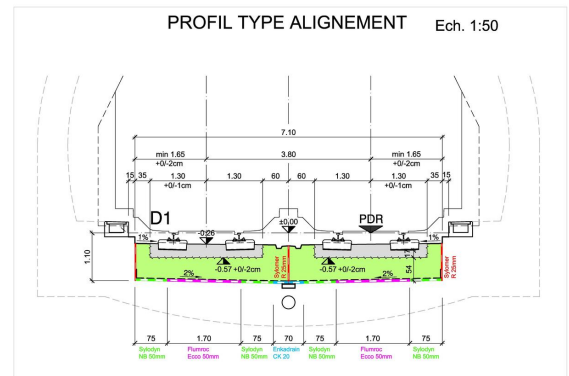 PROFIL TYPE ALIGNEMENT Ech. 1:50
7.10
min 1.65 3.80 min 1.65
+0/-2cm +0/-2cm
15 35 1.30 1.30 60 60 1.30 1.30 35 15
+0/-1cm +0/-1cm
D1 ±0.00 PDR
-0.26
1% 1%
1.10
Sylomer
R 25mm
-0.57 +0/-2cm -0.57 +0/-2cm
54
Sylomer
R 25mm
2% 2%
75 1.70 75 70 75 1.70 75
Sylodyn Flumroc Sylodyn Enkadrain Sylodyn Flumroc Sylodyn
NB 50mm Ecco 50mm NB 50mm CK 20 NB 50mm Ecco 50mm NB 50mm